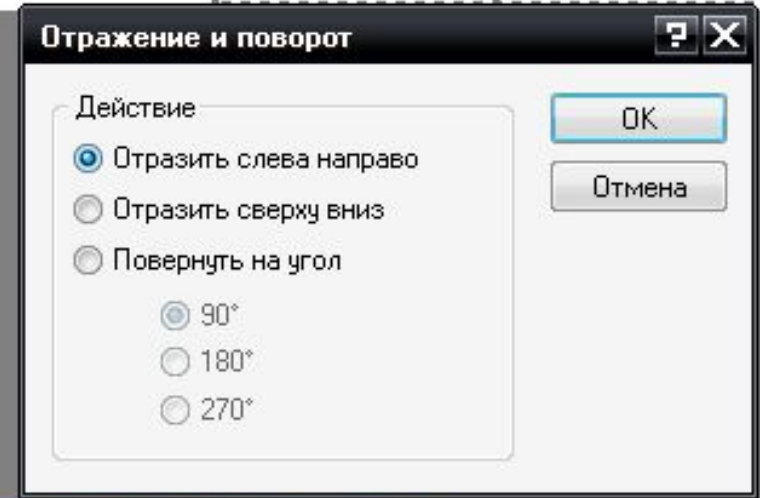 Отражение и поворот
Действие
Отразить слева направо
Отразить сверху вниз
Повернуть на угол
90°
180°
270°
OK
Отмена